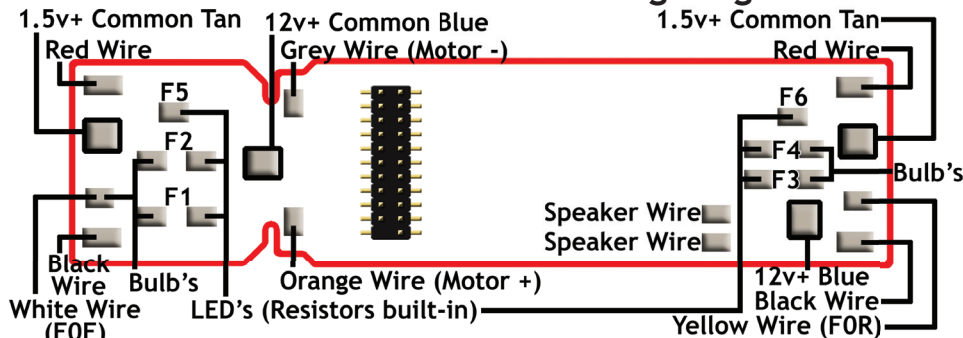 1.5v+ Common Tan
12v+ Common Blue
1.5v+ Common Tan
Red Wire
Grey Wire (Motor -)
Red Wire
F5
F6
F2
F4
Bulb's
F1
F3
Speaker Wire
Speaker Wire
Black
Wire
Bulb's
Orange Wire (Motor +)
12v+ Blue
White Wire
(F0F)
LED's (Resistors built-in)
Black Wire
Yellow Wire (F0R)